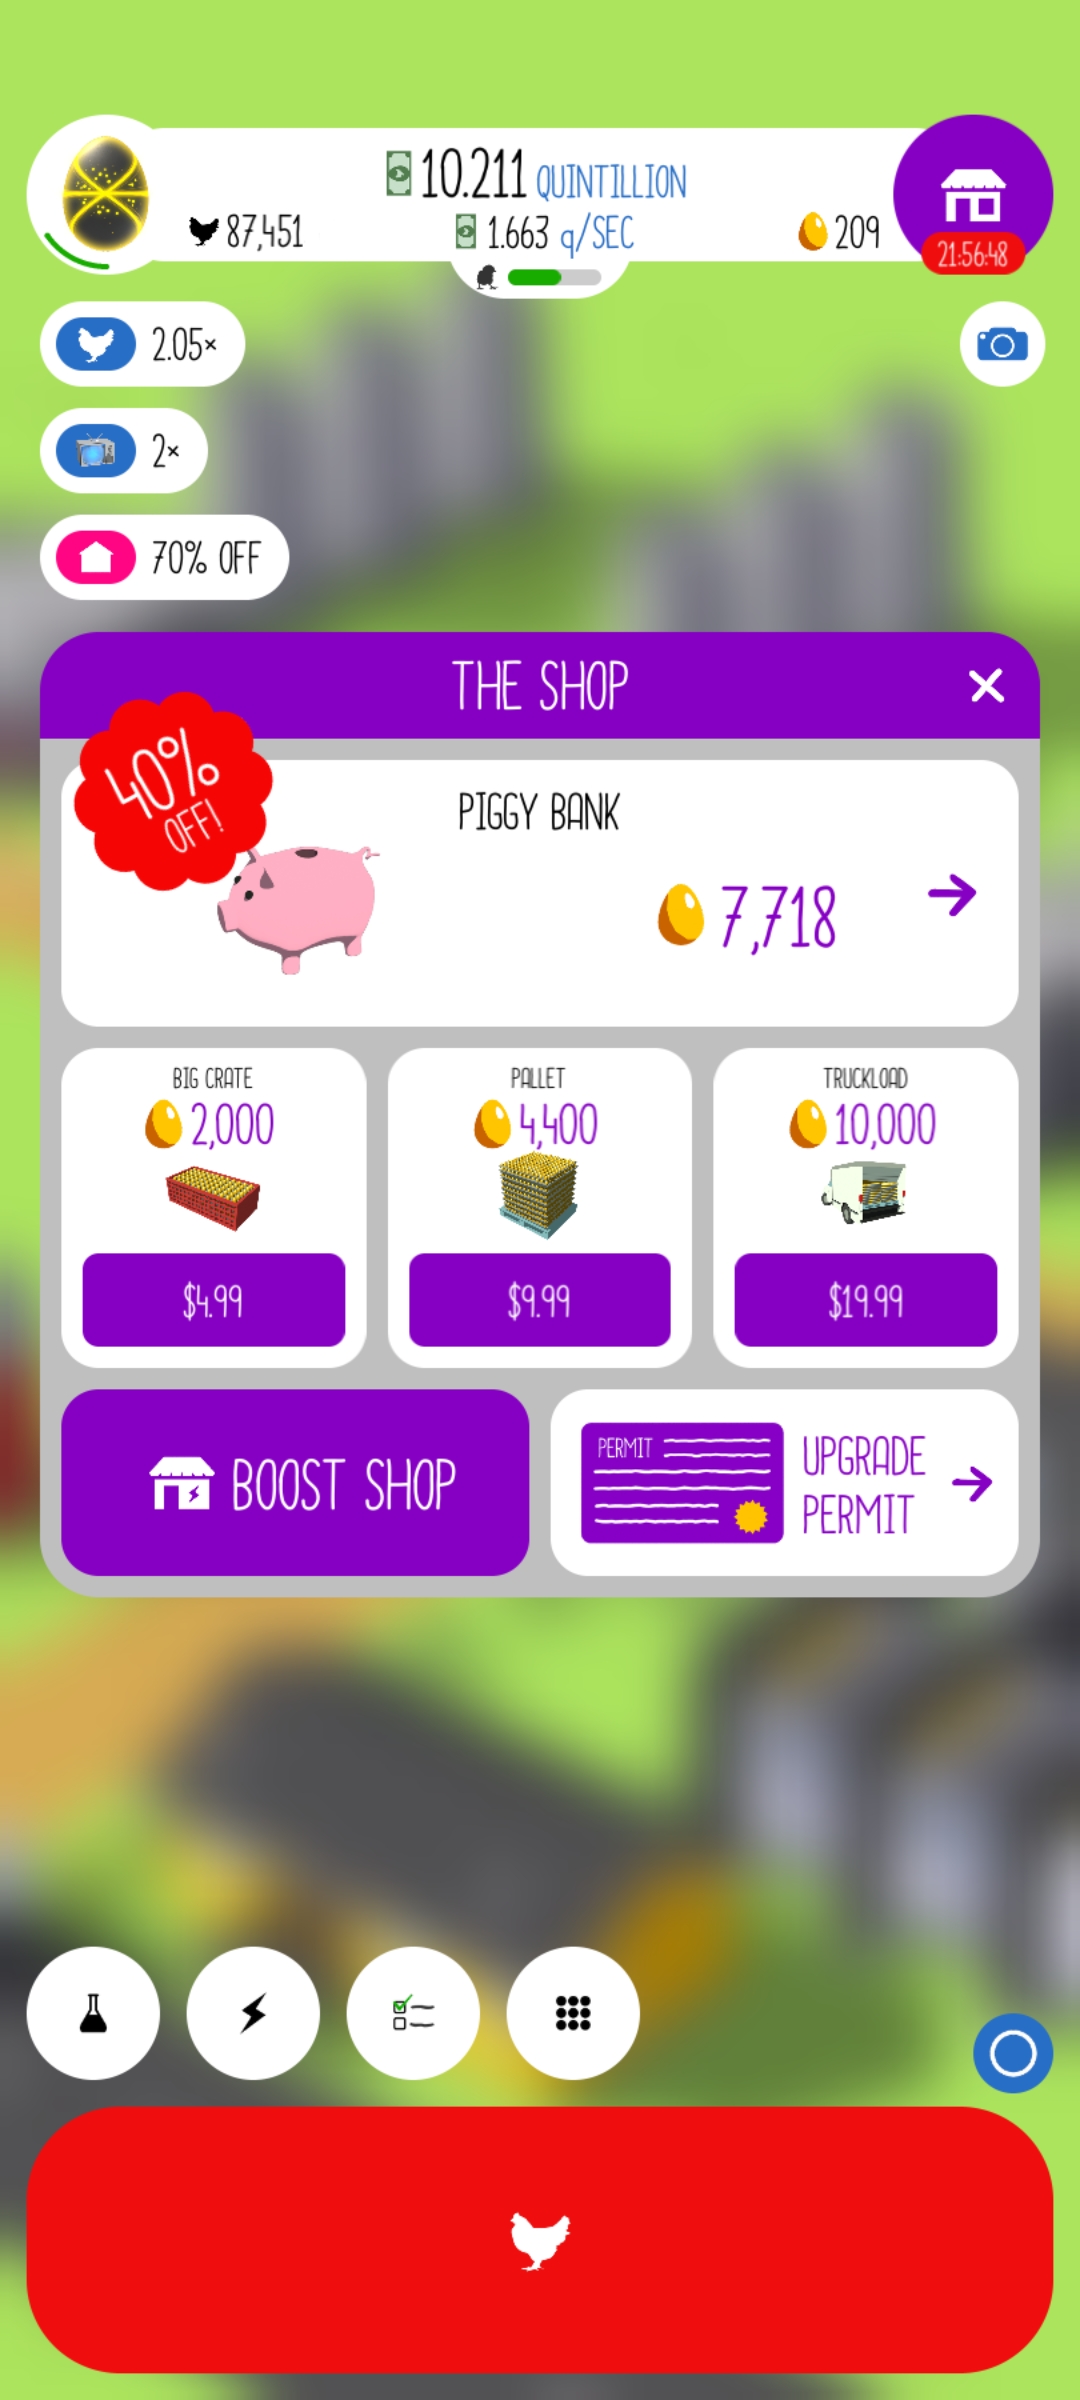 10.211 QUINTILLION
87,451
1.663 q/SEC
209
21:56:48
2.05×
2×
70% OFF
THE SHOP
40%
OFF!
PIGGY BANK
7,718
BIG CRATE
2,000
$4.99
PALLET
4,400
$9.99
TRUCKLOAD
10,000
$19.99
BOOST SHOP
PERMIT
UPGRADE
PERMIT